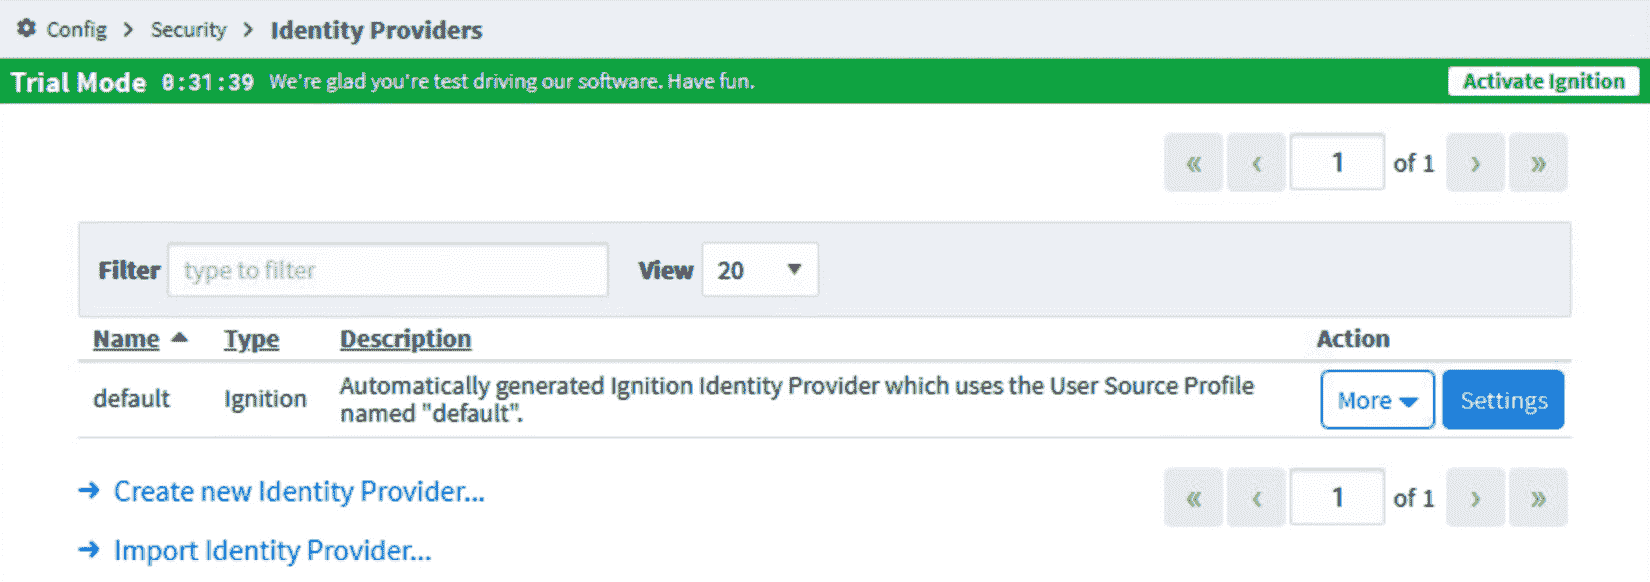 Config > Security > Identity Providers
Trial Mode 0:31:39 We're glad you're test driving our software. Have fun. Activate Ignition
« ‹ 1 of 1 › »
Filter type to filter View 20
Name Type Description Action
default Ignition Automatically generated Ignition Identity Provider which uses the User Source Profile
named "default". More Settings
Create new Identity Provider...
« ‹ 1 of 1 › »
Import Identity Provider...